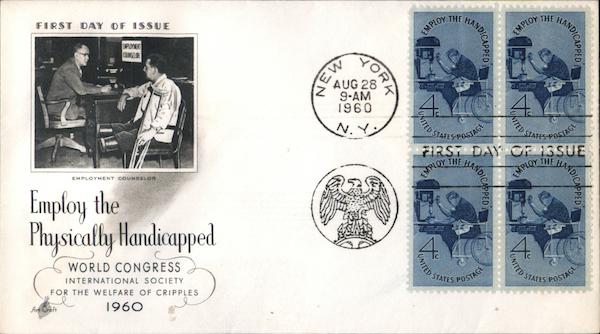 FIRST DAY OF ISSUE
EMPLOYMENT
COUNSELOR
EMPLOYMENT COUNSELOR
Employ the
Physically Handicapped
WORLD CONGRESS
INTERNATIONAL SOCIETY
FOR THE WELFARE OF CRIPPLES
1960
Art Craft
NEW YORK
AUG 28
9-AM
1960
N.Y.
EMPLOY THE HANDICAPPED
4¢
UNITED STATES POSTAGE
EMPLOY THE HANDICAPPED
4¢
UNITED STATES POSTAGE
FIRST DAY OF ISSUE
EMPLOY THE HANDICAPPED
4¢
UNITED STATES POSTAGE
EMPLOY THE HANDICAPPED
4¢
UNITED STATES POSTAGE